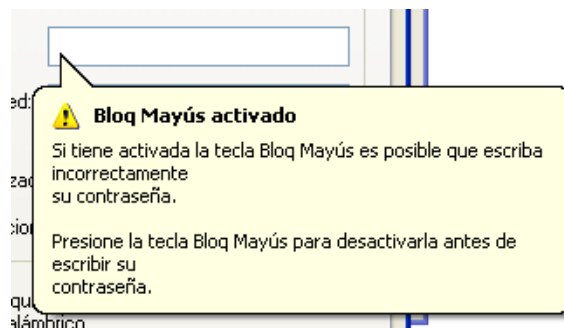 ed:
Bloq Mayús activado
Si tiene activada la tecla Bloq Mayús es posible que escriba
incorrectamente
su contraseña.
Presione la tecla Bloq Mayús para desactivarla antes de
escribir su
contraseña.